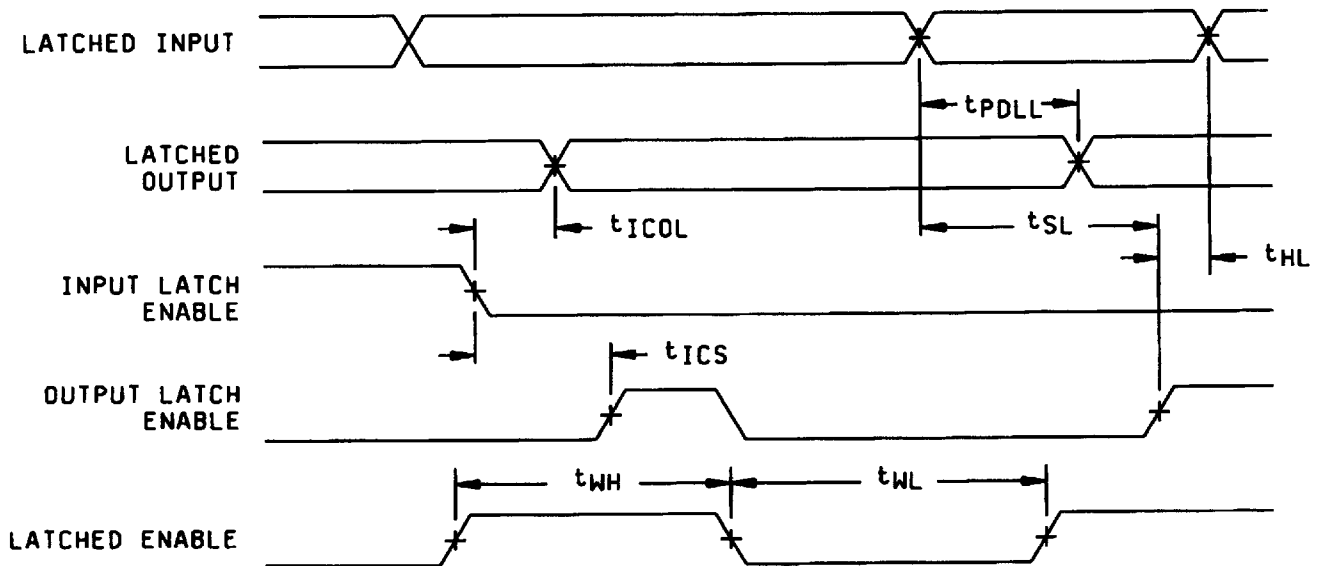 LATCHED INPUT
tPDLL
LATCHED
OUTPUT
tICOL
tSL
tHL
INPUT LATCH
ENABLE
tICS
OUTPUT LATCH
ENABLE
tWH
tWL
LATCHED ENABLE